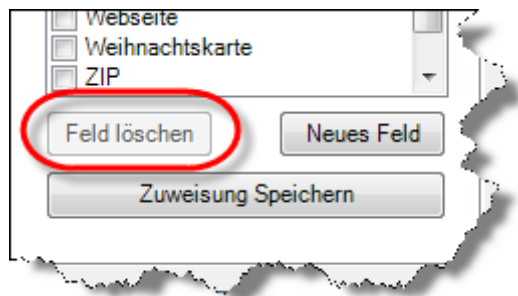 Webseite
Weihnachtskarte
ZIP
Feld löschen
Neues Feld
Zuweisung Speichern